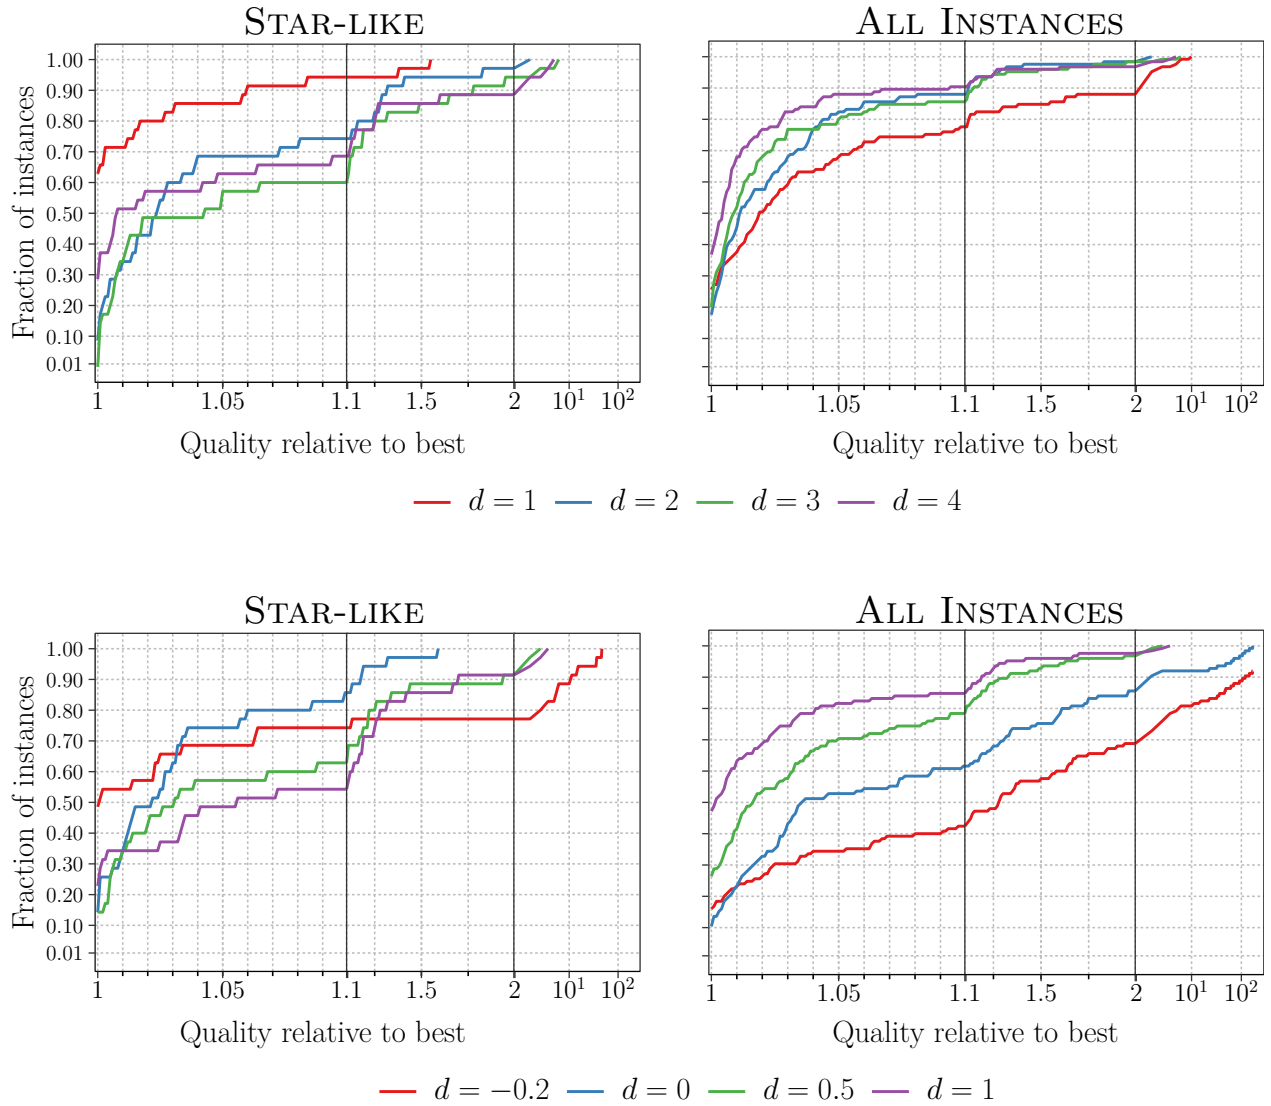 STAR-LIKE
ALL INSTANCES
Fraction of instances
1.00
0.90
0.80
0.70
0.60
0.50
0.40
0.30
0.20
0.10
0.01
1 1.05 1.1 1.5 2 10¹ 10²
1 1.05 1.1 1.5 2 10¹ 10²
Quality relative to best
Quality relative to best
d = 1 d = 2 d = 3 d = 4
STAR-LIKE
ALL INSTANCES
Fraction of instances
1.00
0.90
0.80
0.70
0.60
0.50
0.40
0.30
0.20
0.10
0.01
1 1.05 1.1 1.5 2 10¹ 10²
1 1.05 1.1 1.5 2 10¹ 10²
Quality relative to best
Quality relative to best
d = −0.2 d = 0 d = 0.5 d = 1